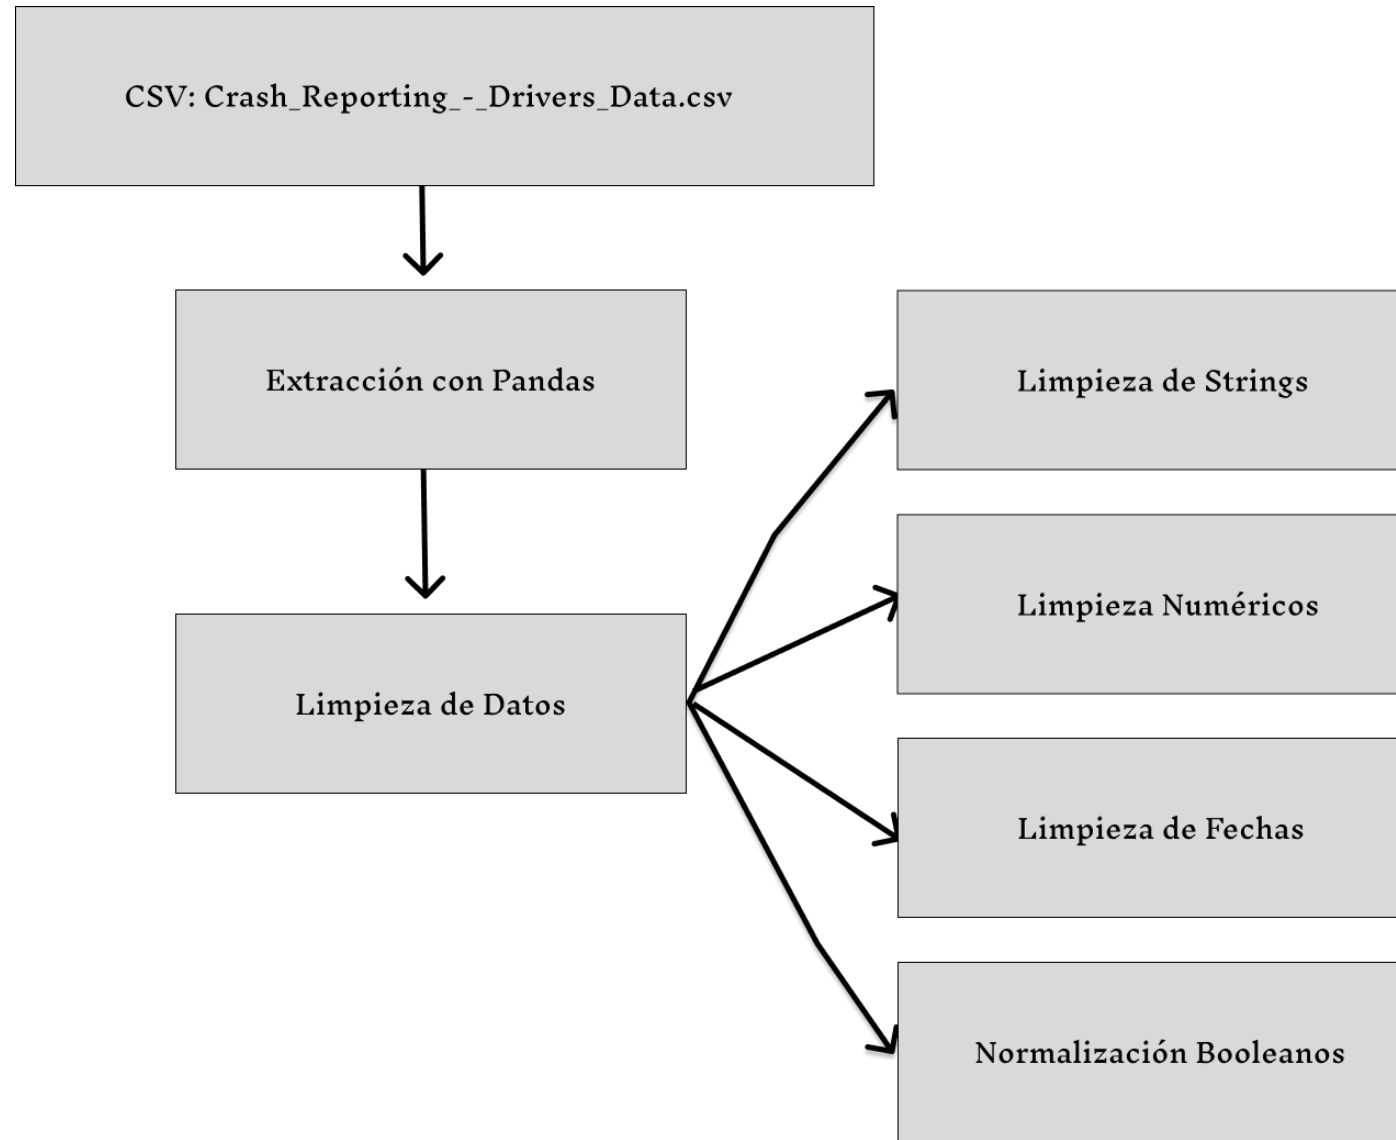 CSV: Crash_Reporting_-_Drivers_Data.csv
Extracción con Pandas
Limpieza de Strings
Limpieza Numéricos
Limpieza de Datos
Limpieza de Fechas
Normalización Booleanos